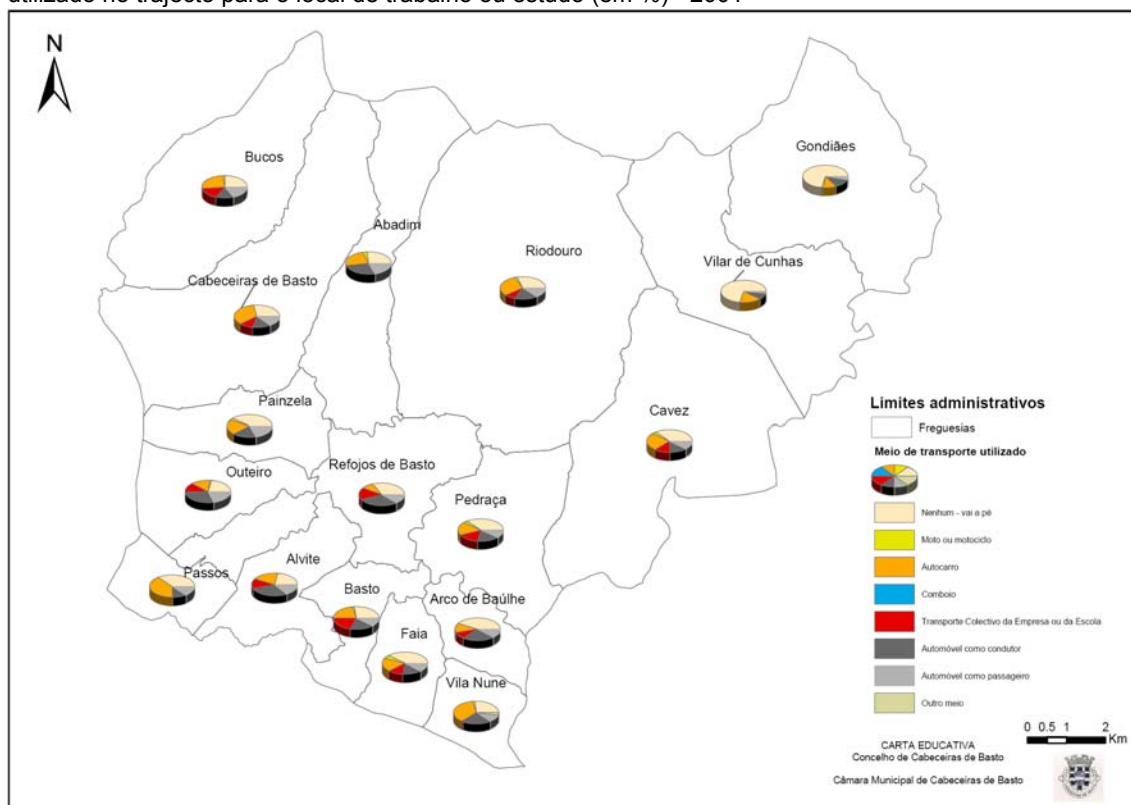 utilizado no trajecto para o local de trabalho ou estudo (em %) - 2001
N
Gondiães
Bucos
Abadim
Riodouro
Vilar de Cunhas
Cabeceiras de Basto
Painzela
Cavez
Limites administrativos
Freguesias
Meio de transporte utilizado
Outeiro
Refojos de Basto
Pedraça
Nenhum - vai a pé
Moto ou motociclo
Passos
Alvite
Autocarro
Basto
Arco de Baúlhe
Comboio
Faia
Transporte Colectivo da Empresa ou da Escola
Automóvel como condutor
Vila Nune
Automóvel como passageiro
Outro meio
0 0.5 1 2
Km
CARTA EDUCATIVA
Concelho de Cabeceiras de Basto
Câmara Municipal de Cabeceiras de Basto